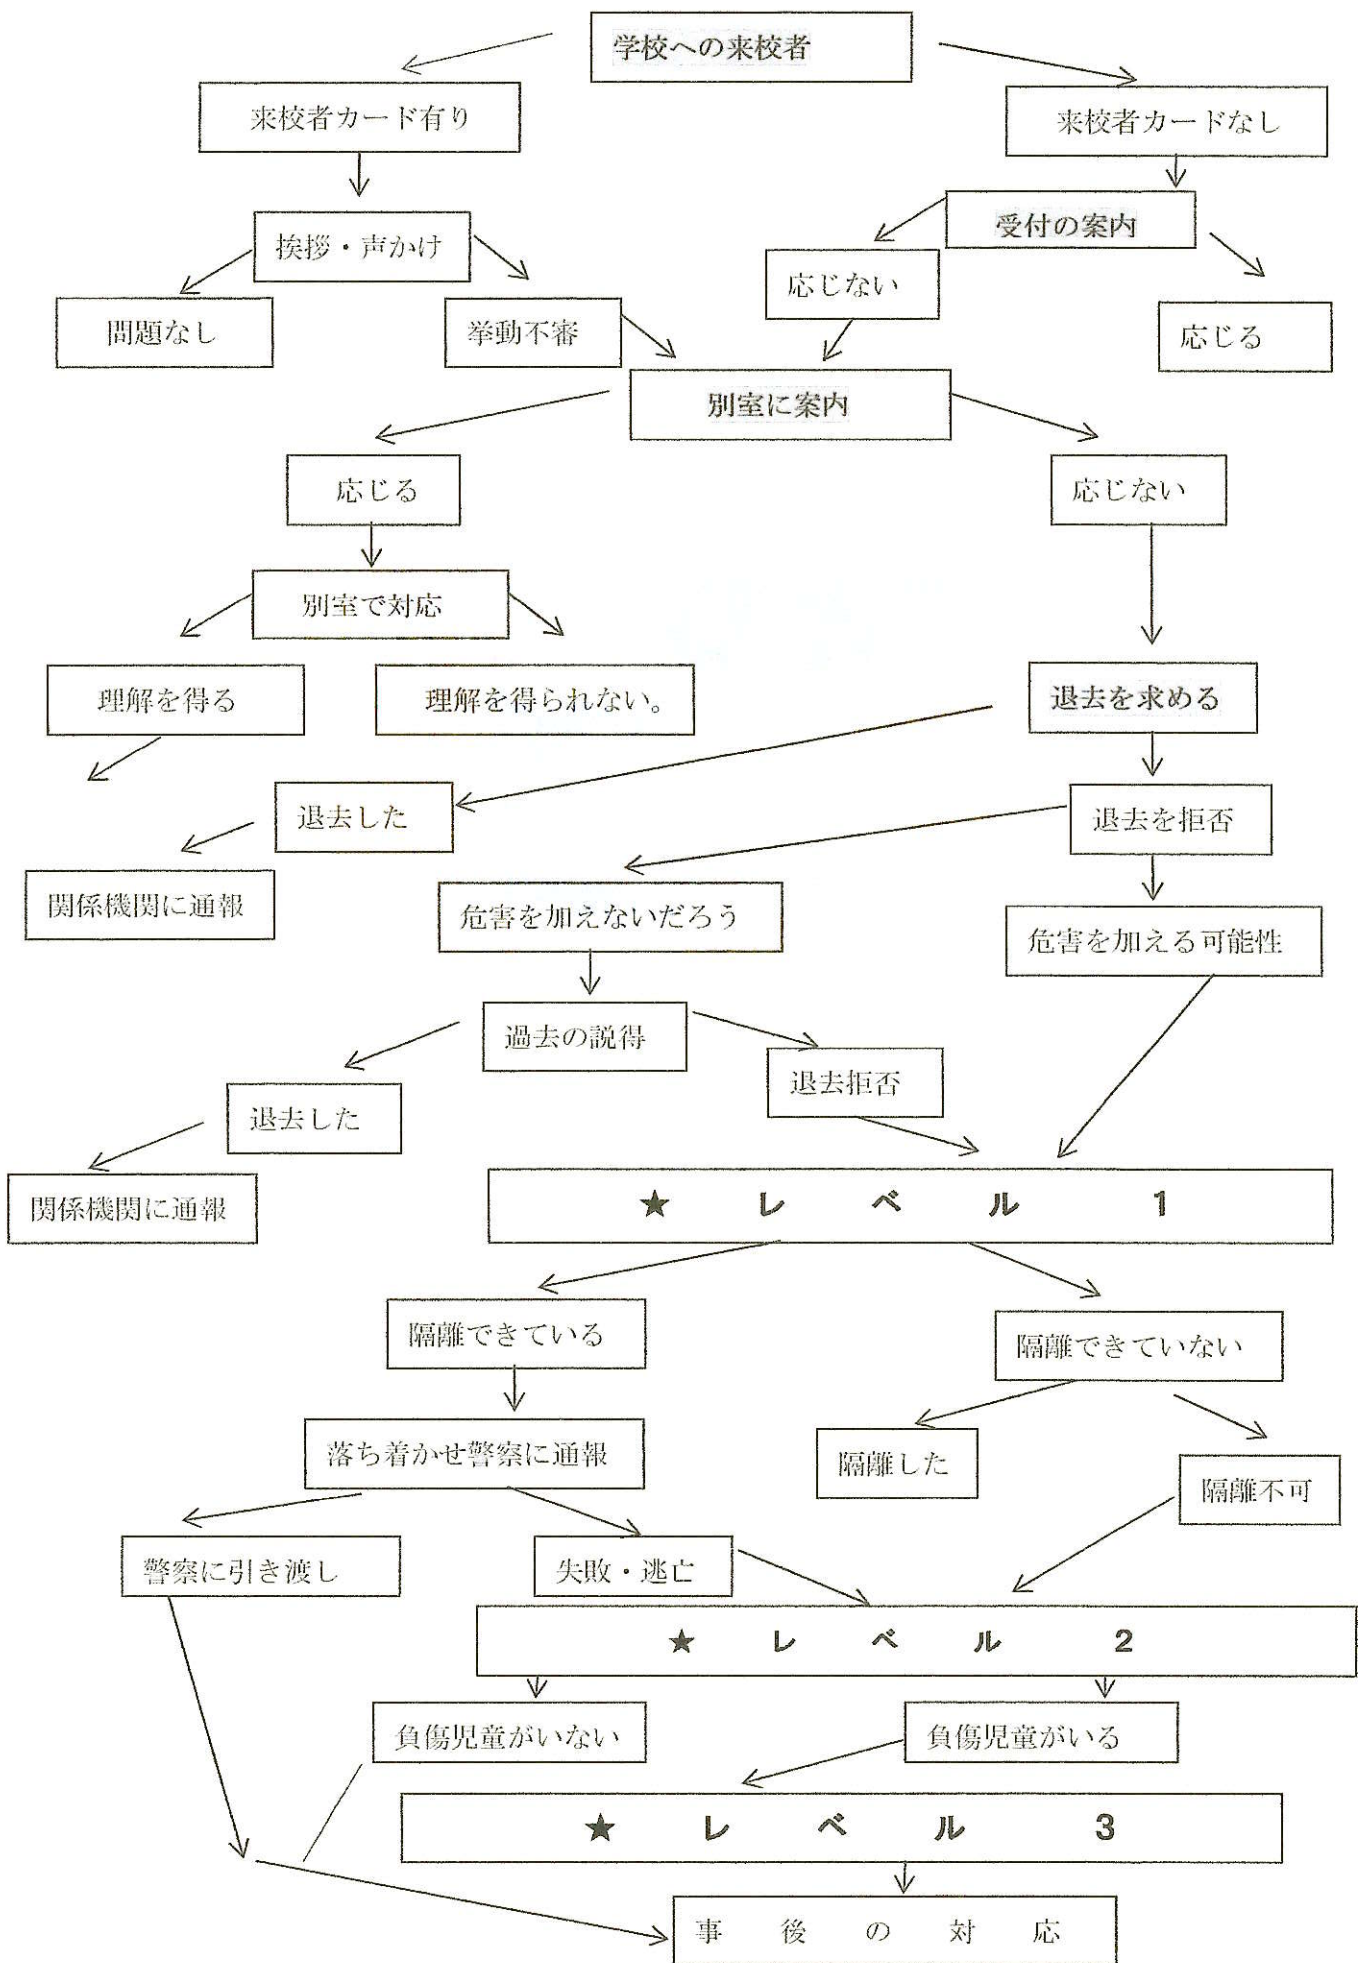 学校への来校者
来校者カード有り
来校者カードなし
挨拶・声かけ
受付の案内
問題なし
挙動不審
応じない
応じる
別室に案内
応じる
応じない
別室で対応
理解を得る
理解を得られない。
退去を求める
退去した
退去を拒否
関係機関に通報
危害を加えないだろう
危害を加える可能性
過去の説得
退去した
退去拒否
関係機関に通報
★レベル1
隔離できている
隔離できていない
落ち着かせ警察に通報
隔離した
隔離不可
警察に引き渡し
失敗・逃亡
★レベル2
負傷児童がいない
負傷児童がいる
★レベル3
事後の対応